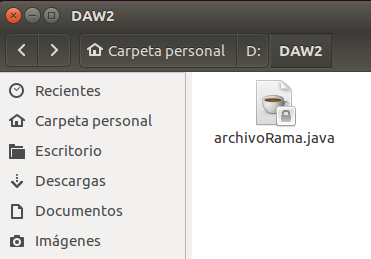 DAW2
Carpeta personal D: DAW2
Recientes
Carpeta personal
Escritorio
Descargas
Documentos
Imágenes
archivoRama.java